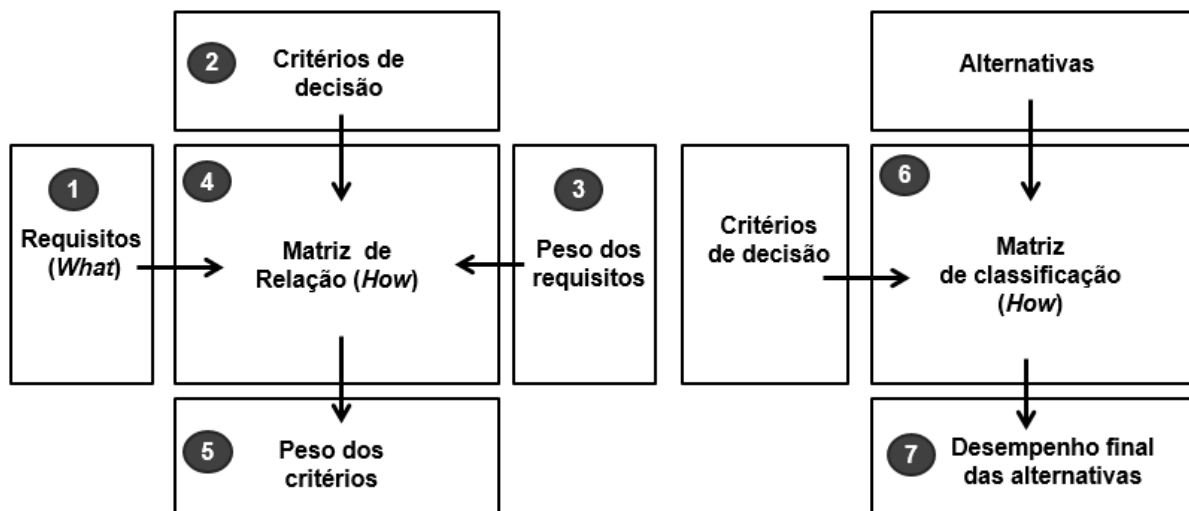 2
Critérios de
decisão
Alternativas
1
Requisitos
(What)
4
Matriz de
Relação (How)
3
Peso dos
requisitos
Critérios
de decisão
6
Matriz
de classificação
(How)
5
Peso dos
critérios
7
Desempenho final
das alternativas